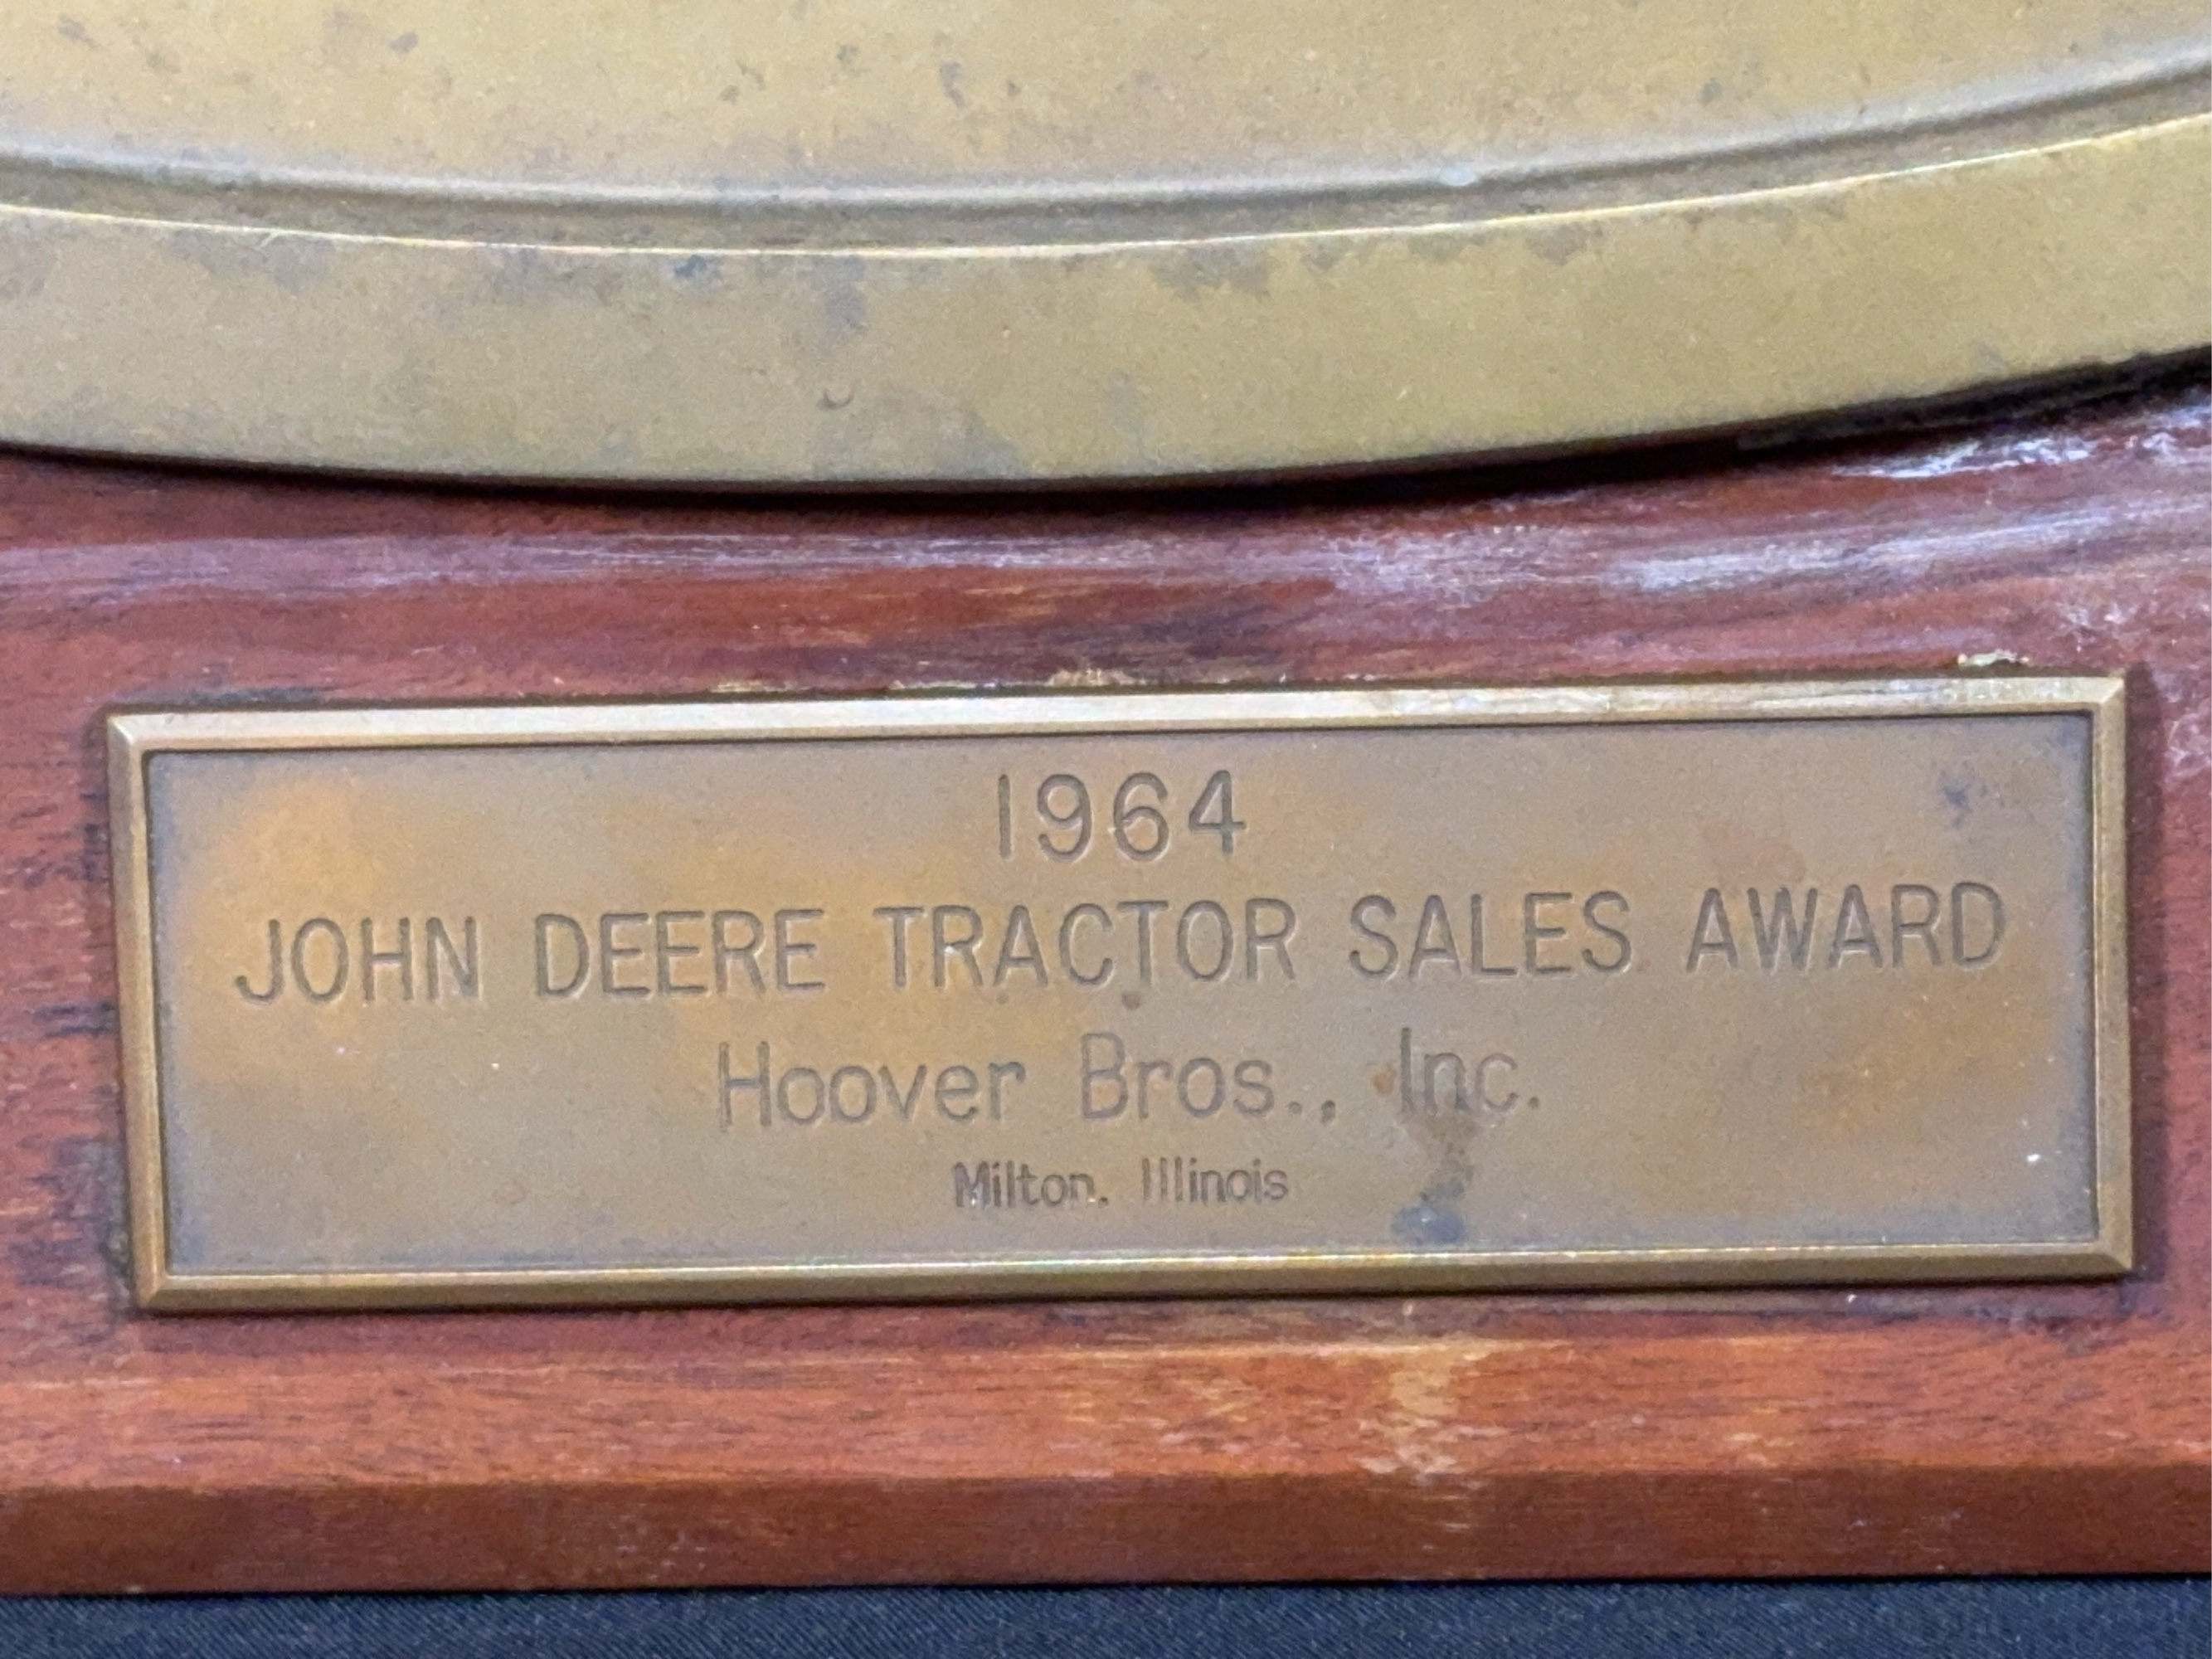 1964
JOHN DEERE TRACTOR SALES AWARD
Hoover Bros., Inc.
Milton, Illinois